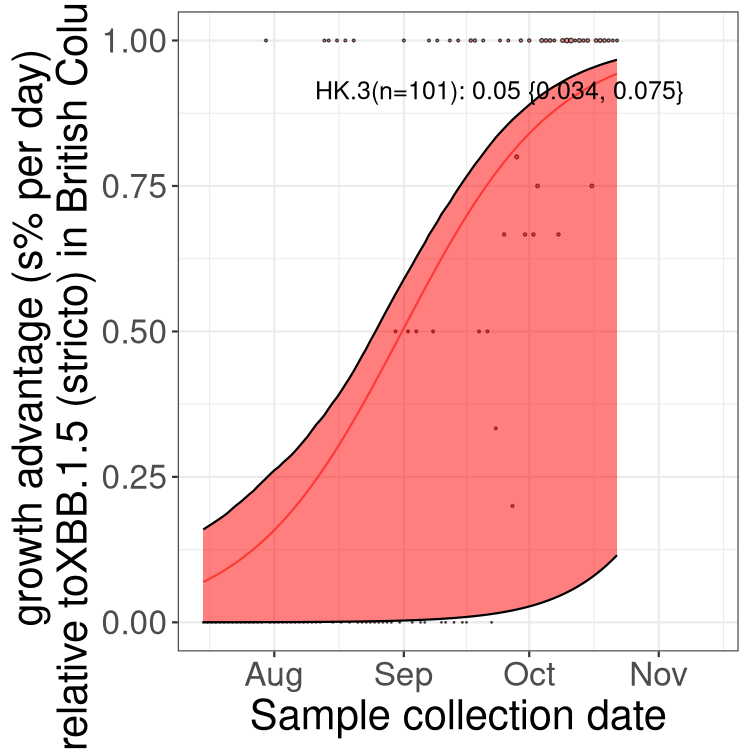 growth advantage (s% per day)
relative toXBB.1.5 (stricto) in British Colu
1.00
0.75
0.50
0.25
0.00
HK.3(n=101): 0.05 {0.034, 0.075}
Aug Sep Oct Nov
Sample collection date